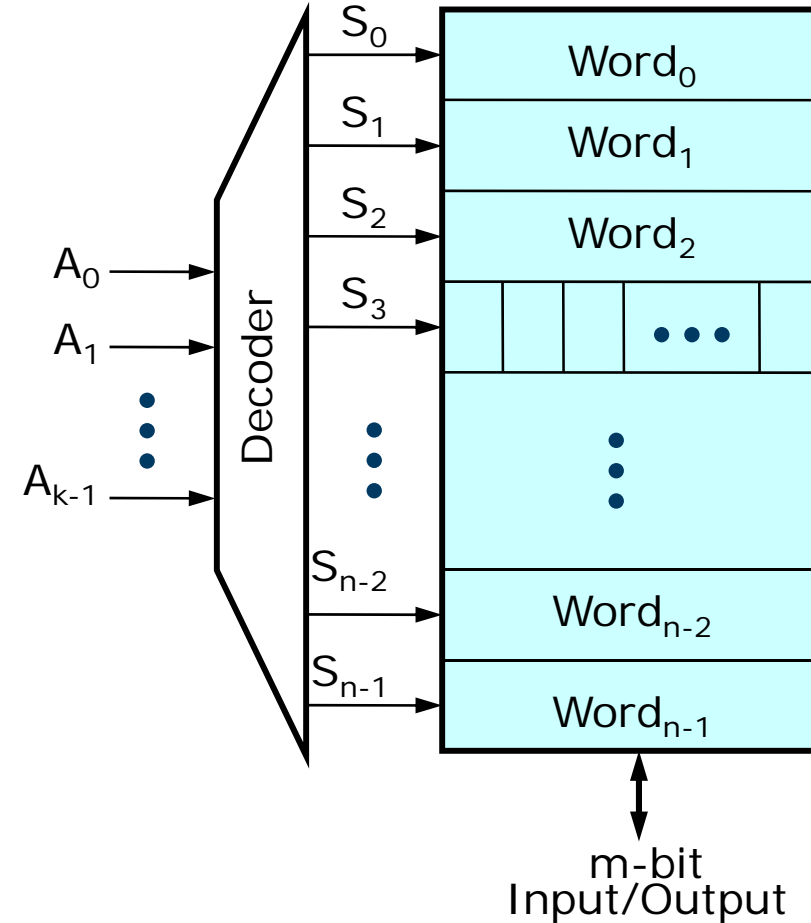 S0
Word0
S1
Word1
S2
Word2
A0
S3
A1
Decoder
Ak-1
Sn-2
Wordn-2
Sn-1
Wordn-1
m-bit
Input/Output